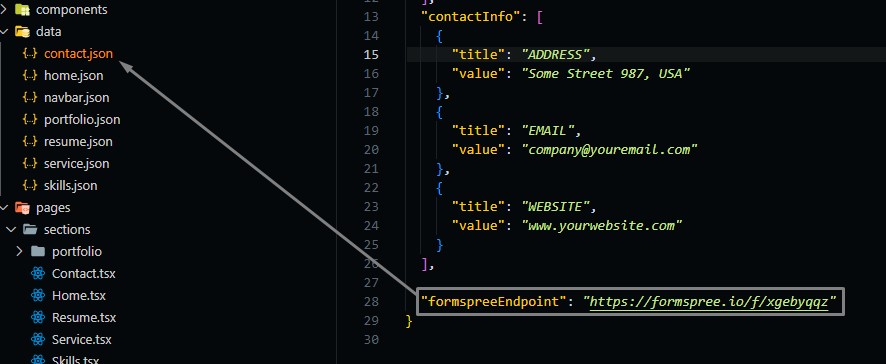 components
data
contact.json
home.json
navbar.json
portfolio.json
resume.json
service.json
skills.json
pages
sections
portfolio
Contact.tsx
Home.tsx
Resume.tsx
Service.tsx
Skills.tsx
13 "contactInfo": [
14 {
15 "title": "ADDRESS",
16 "value": "Some Street 987, USA"
17 },
18 {
19 "title": "EMAIL",
20 "value": "company@youremail.com"
21 },
22 {
23 "title": "WEBSITE",
24 "value": "www.yourwebsite.com"
25 }
26 ],
27
28 "formspreeEndpoint": "https://formspree.io/f/xgebyqqz"
29 }
30